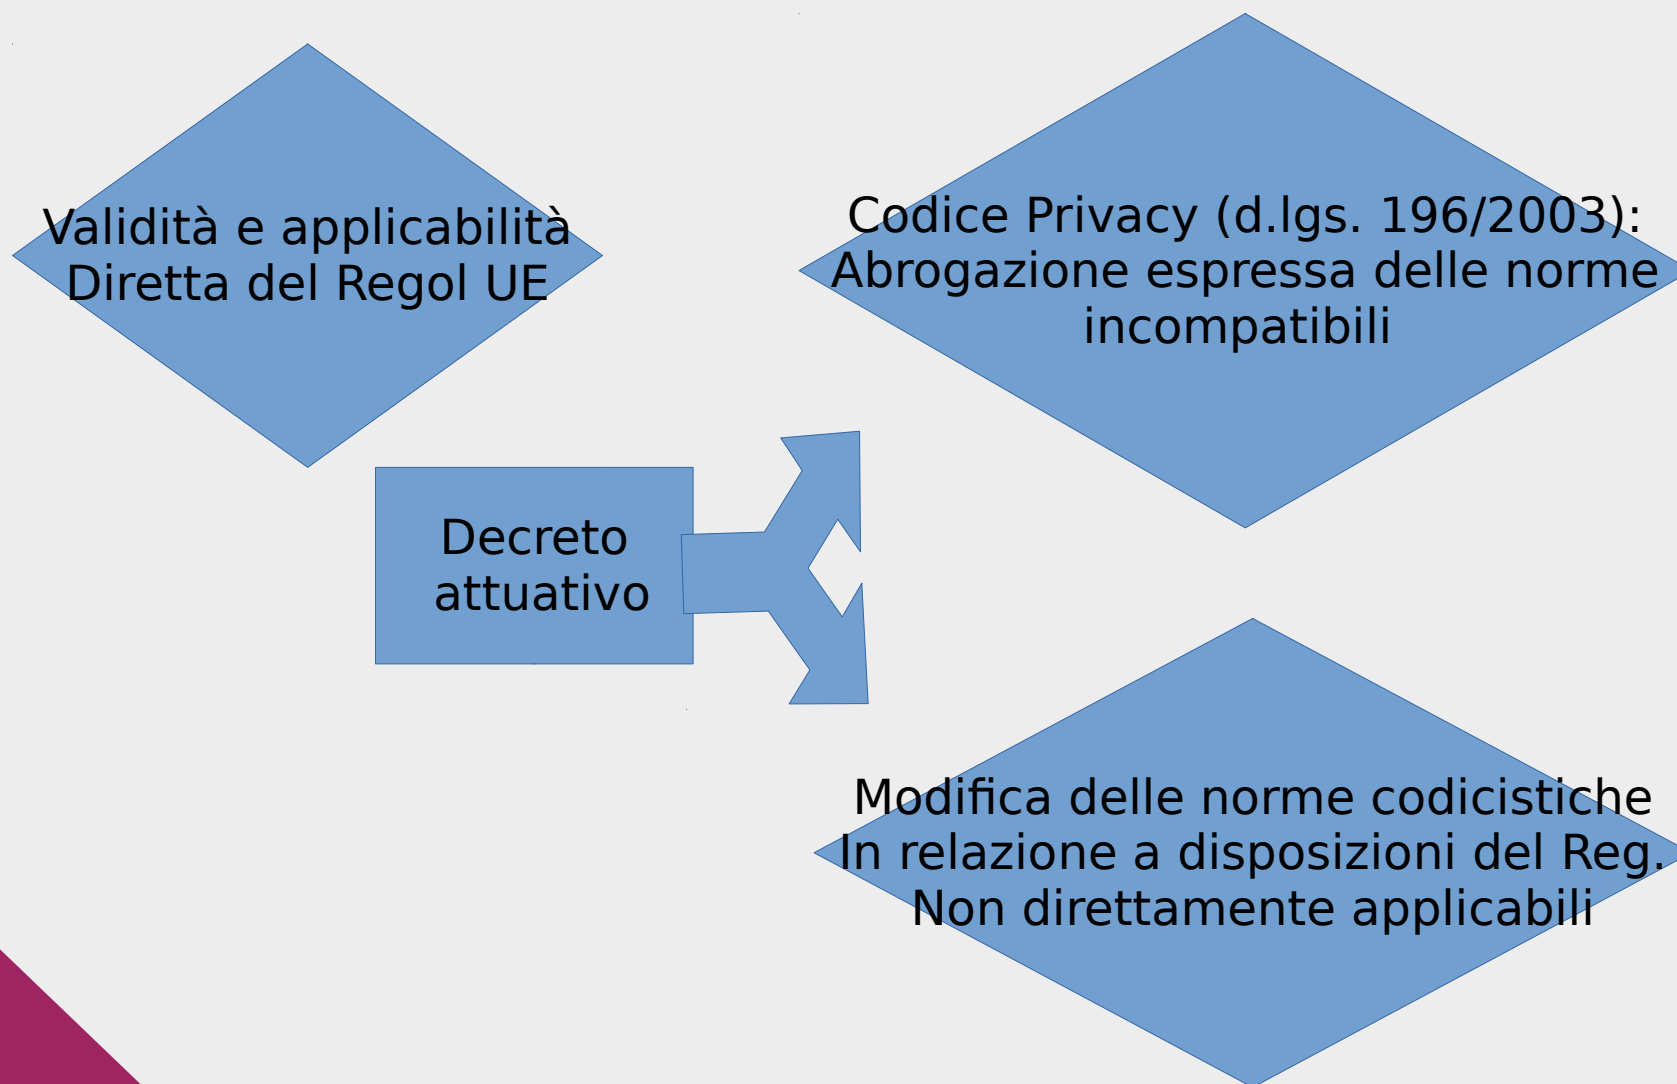 Validità e applicabilità
Diretta del Regol UE
Codice Privacy (d.lgs. 196/2003):
Abrogazione espressa delle norme
incompatibili
Decreto
attuativo
Modifica delle norme codicistiche
In relazione a disposizioni del Reg.
Non direttamente applicabili